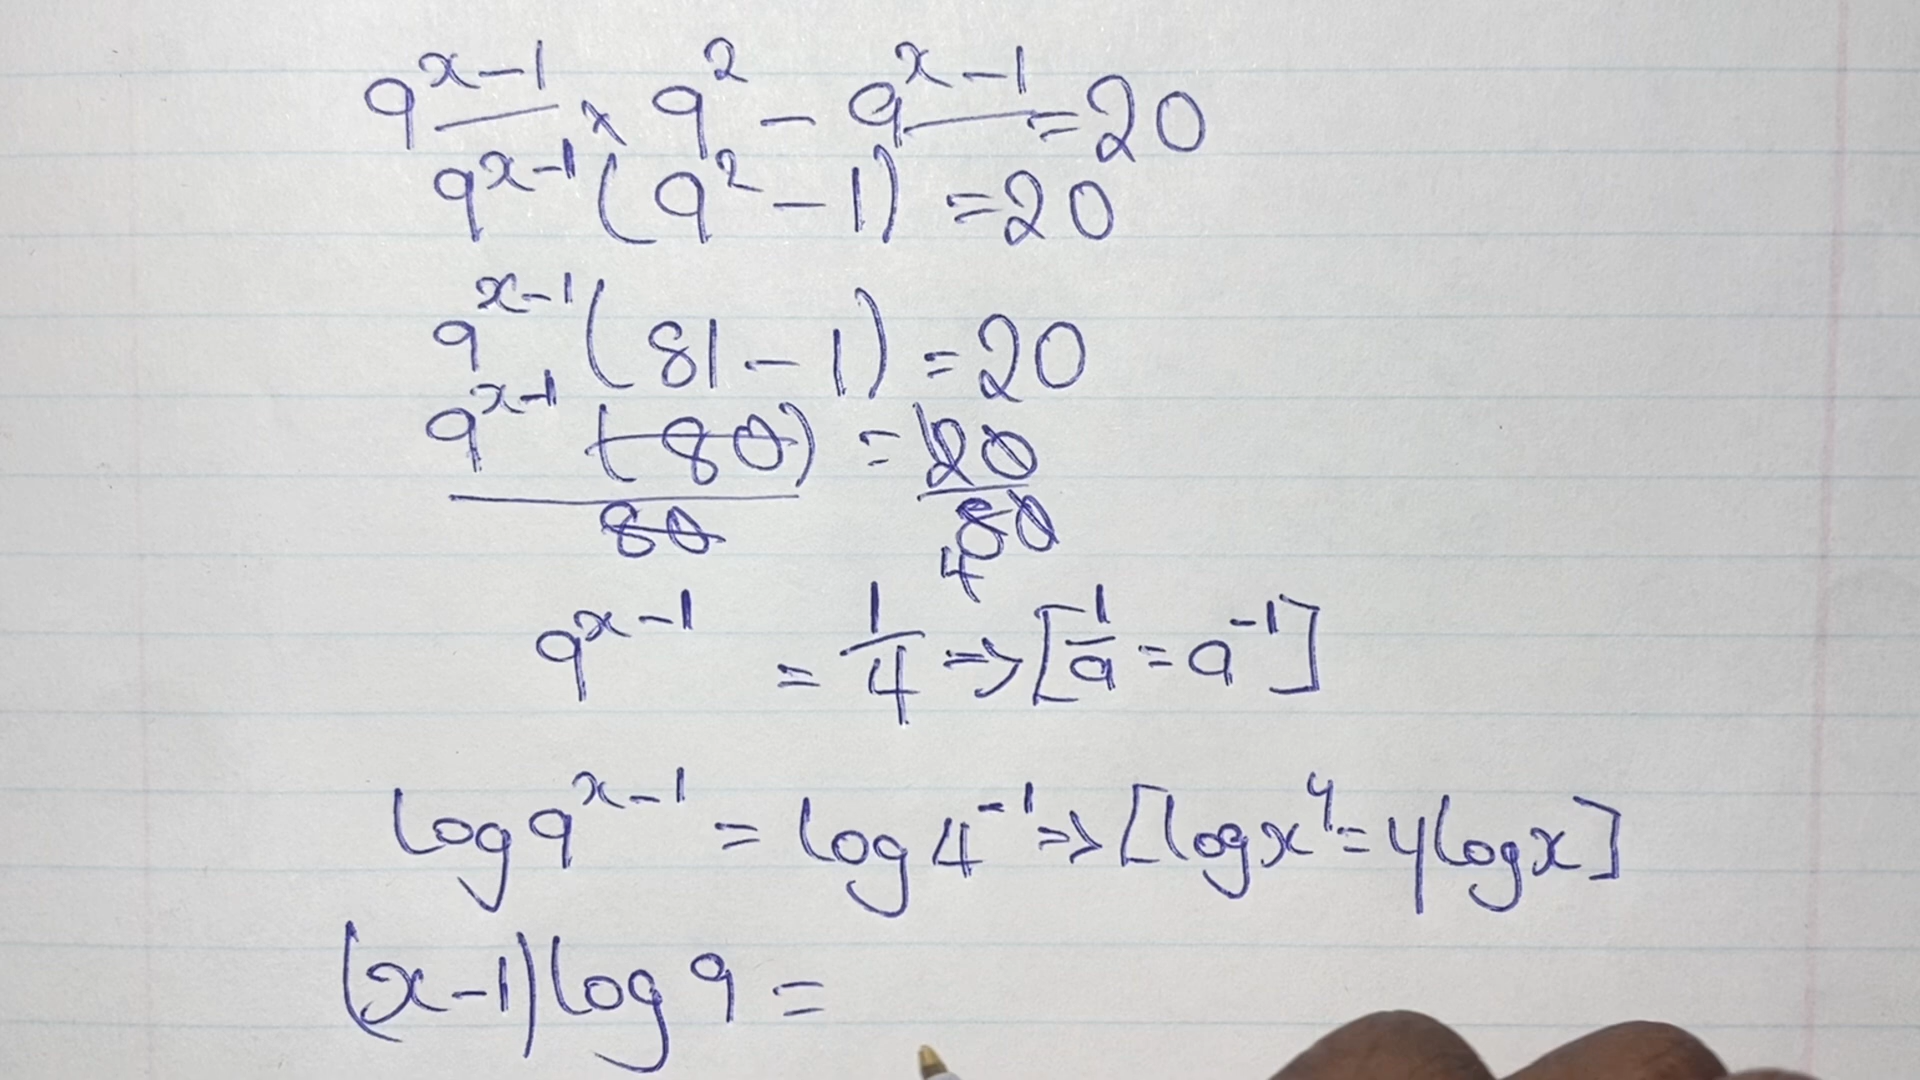 9^{x-1} × 9^2 - 9^{x-1} = 20
9^{x-1} (9^2 - 1) = 20
9^{x-1} (81 - 1) = 20
9^{x-1} (80) = 20
80 80
4
9^{x-1} = 1/4 => [1/a = a^{-1}]
log 9^{x-1} = log 4^{-1} => [log x^y = y log x]
(x-1) log 9 =